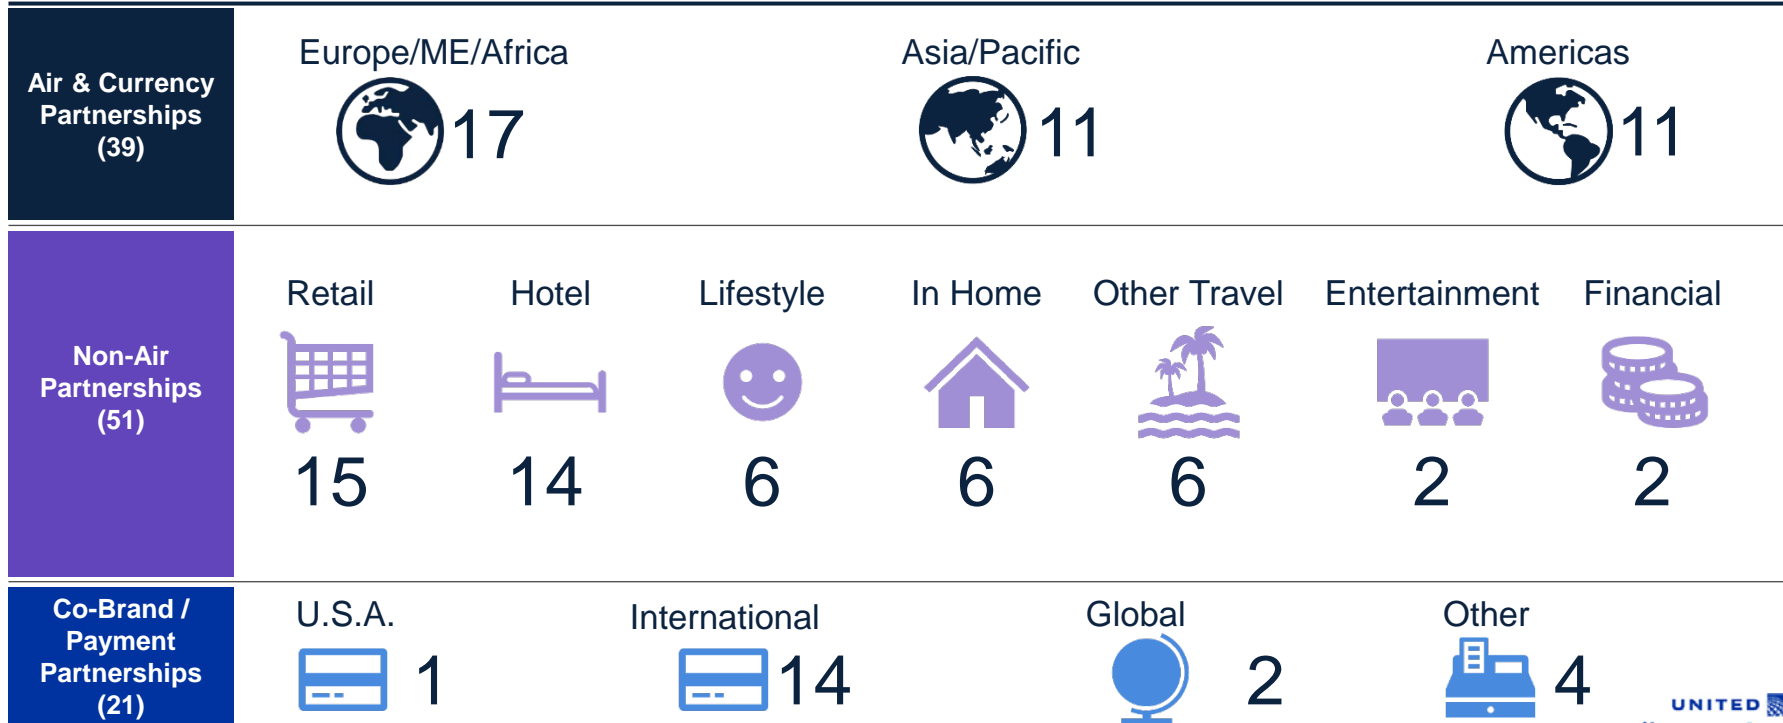 Air & Currency
Partnerships
(39)
Europe/ME/Africa
17
Asia/Pacific
11
Americas
11
Non-Air
Partnerships
(51)
Retail
15
Hotel
14
Lifestyle
6
In Home
6
Other Travel
6
Entertainment
2
Financial
2
Co-Brand /
Payment
Partnerships
(21)
U.S.A.
1
International
14
Global
2
Other
4
UNITED